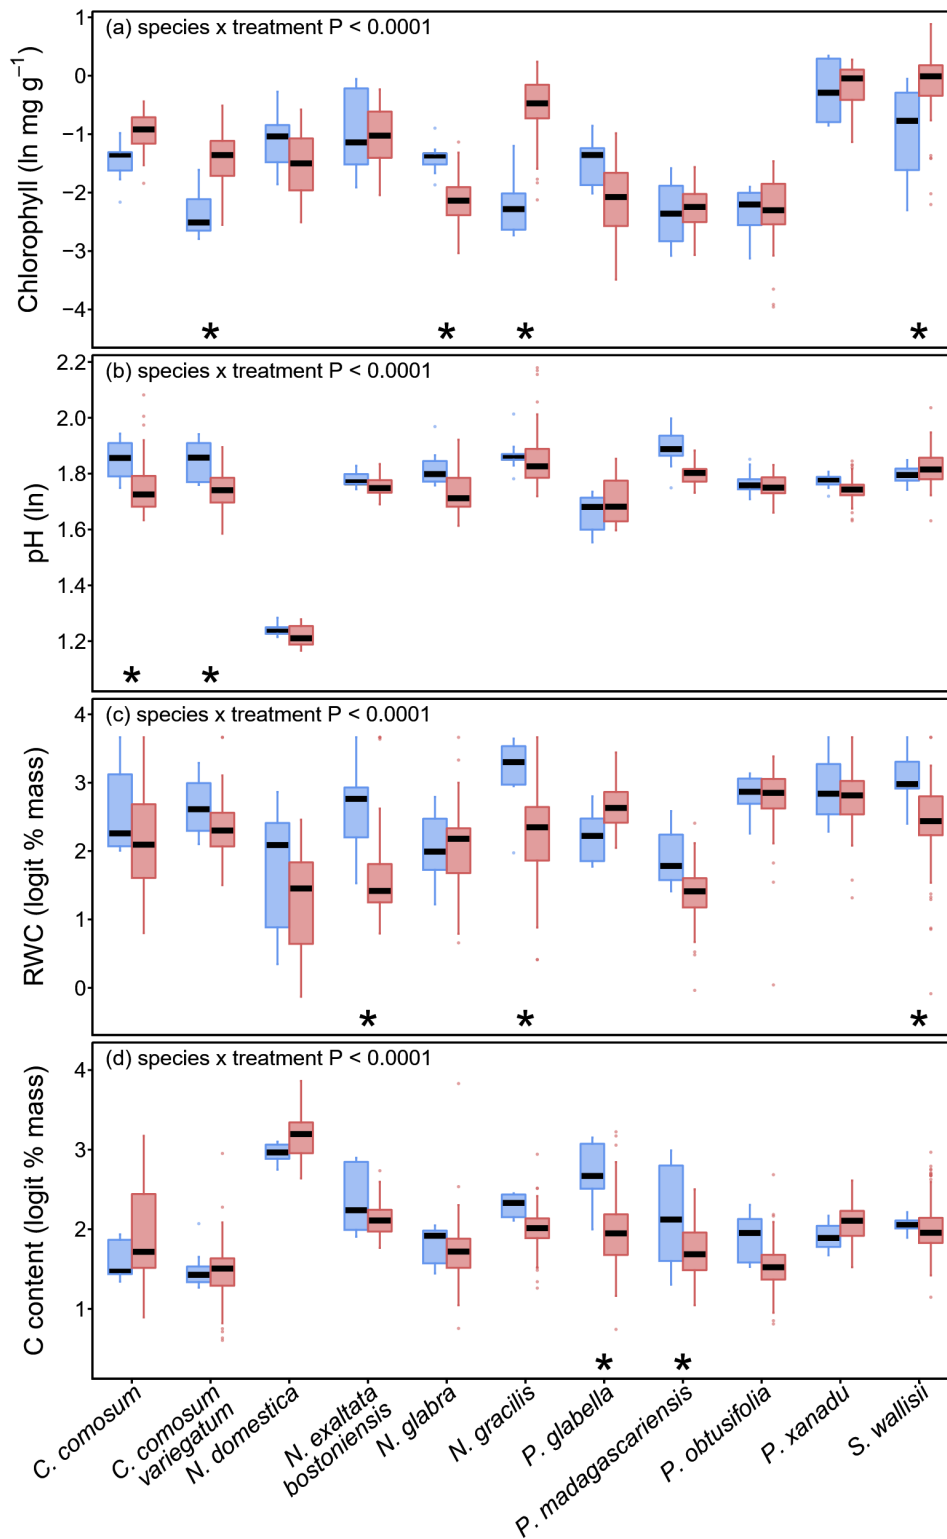 (a) species x treatment P < 0.0001
Chlorophyll (ln mg g⁻¹)
1
0
−1
−2
−3
−4
* * * *
(b) species x treatment P < 0.0001
pH (ln)
2.2
2.0
1.8
1.6
1.4
1.2
* *
(c) species x treatment P < 0.0001
RWC (logit % mass)
4
3
2
1
0
* * *
(d) species x treatment P < 0.0001
C content (logit % mass)
4
3
2
1
* *
C. comosum
C. comosum
variegatum
N. domestica
N. exaltata
bostoniensis
N. glabra
N. gracilis
P. glabella
P. madagascariensis
P. obtusifolia
P. xanadu
S. wallisii